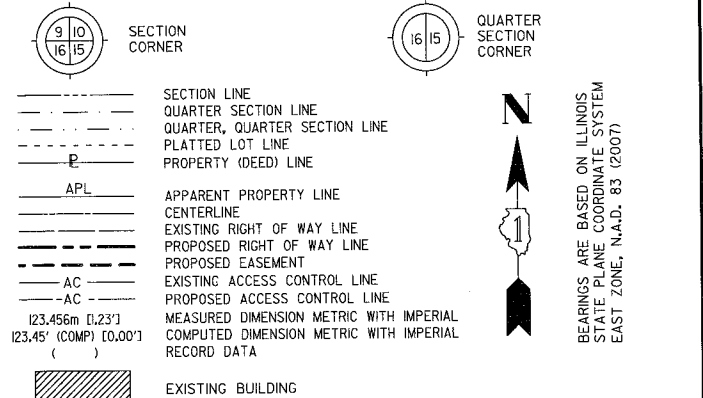 9 10
16 15
SECTION
CORNER
16 15
QUARTER
SECTION
CORNER
SECTION LINE
QUARTER SECTION LINE
QUARTER, QUARTER SECTION LINE
PLATTED LOT LINE
P PROPERTY (DEED) LINE
APL APPARENT PROPERTY LINE
CENTERLINE
EXISTING RIGHT OF WAY LINE
PROPOSED RIGHT OF WAY LINE
PROPOSED EASEMENT
AC EXISTING ACCESS CONTROL LINE
AC PROPOSED ACCESS CONTROL LINE
123.456m [1.23'] MEASURED DIMENSION METRIC WITH IMPERIAL
123.45' (COMP) [0.00'] COMPUTED DIMENSION METRIC WITH IMPERIAL
( ) RECORD DATA
EXISTING BUILDING
N
1
BEARINGS ARE BASED ON ILLINOIS
STATE PLANE COORDINATE SYSTEM
EAST ZONE, N.A.D. 83 (2007)